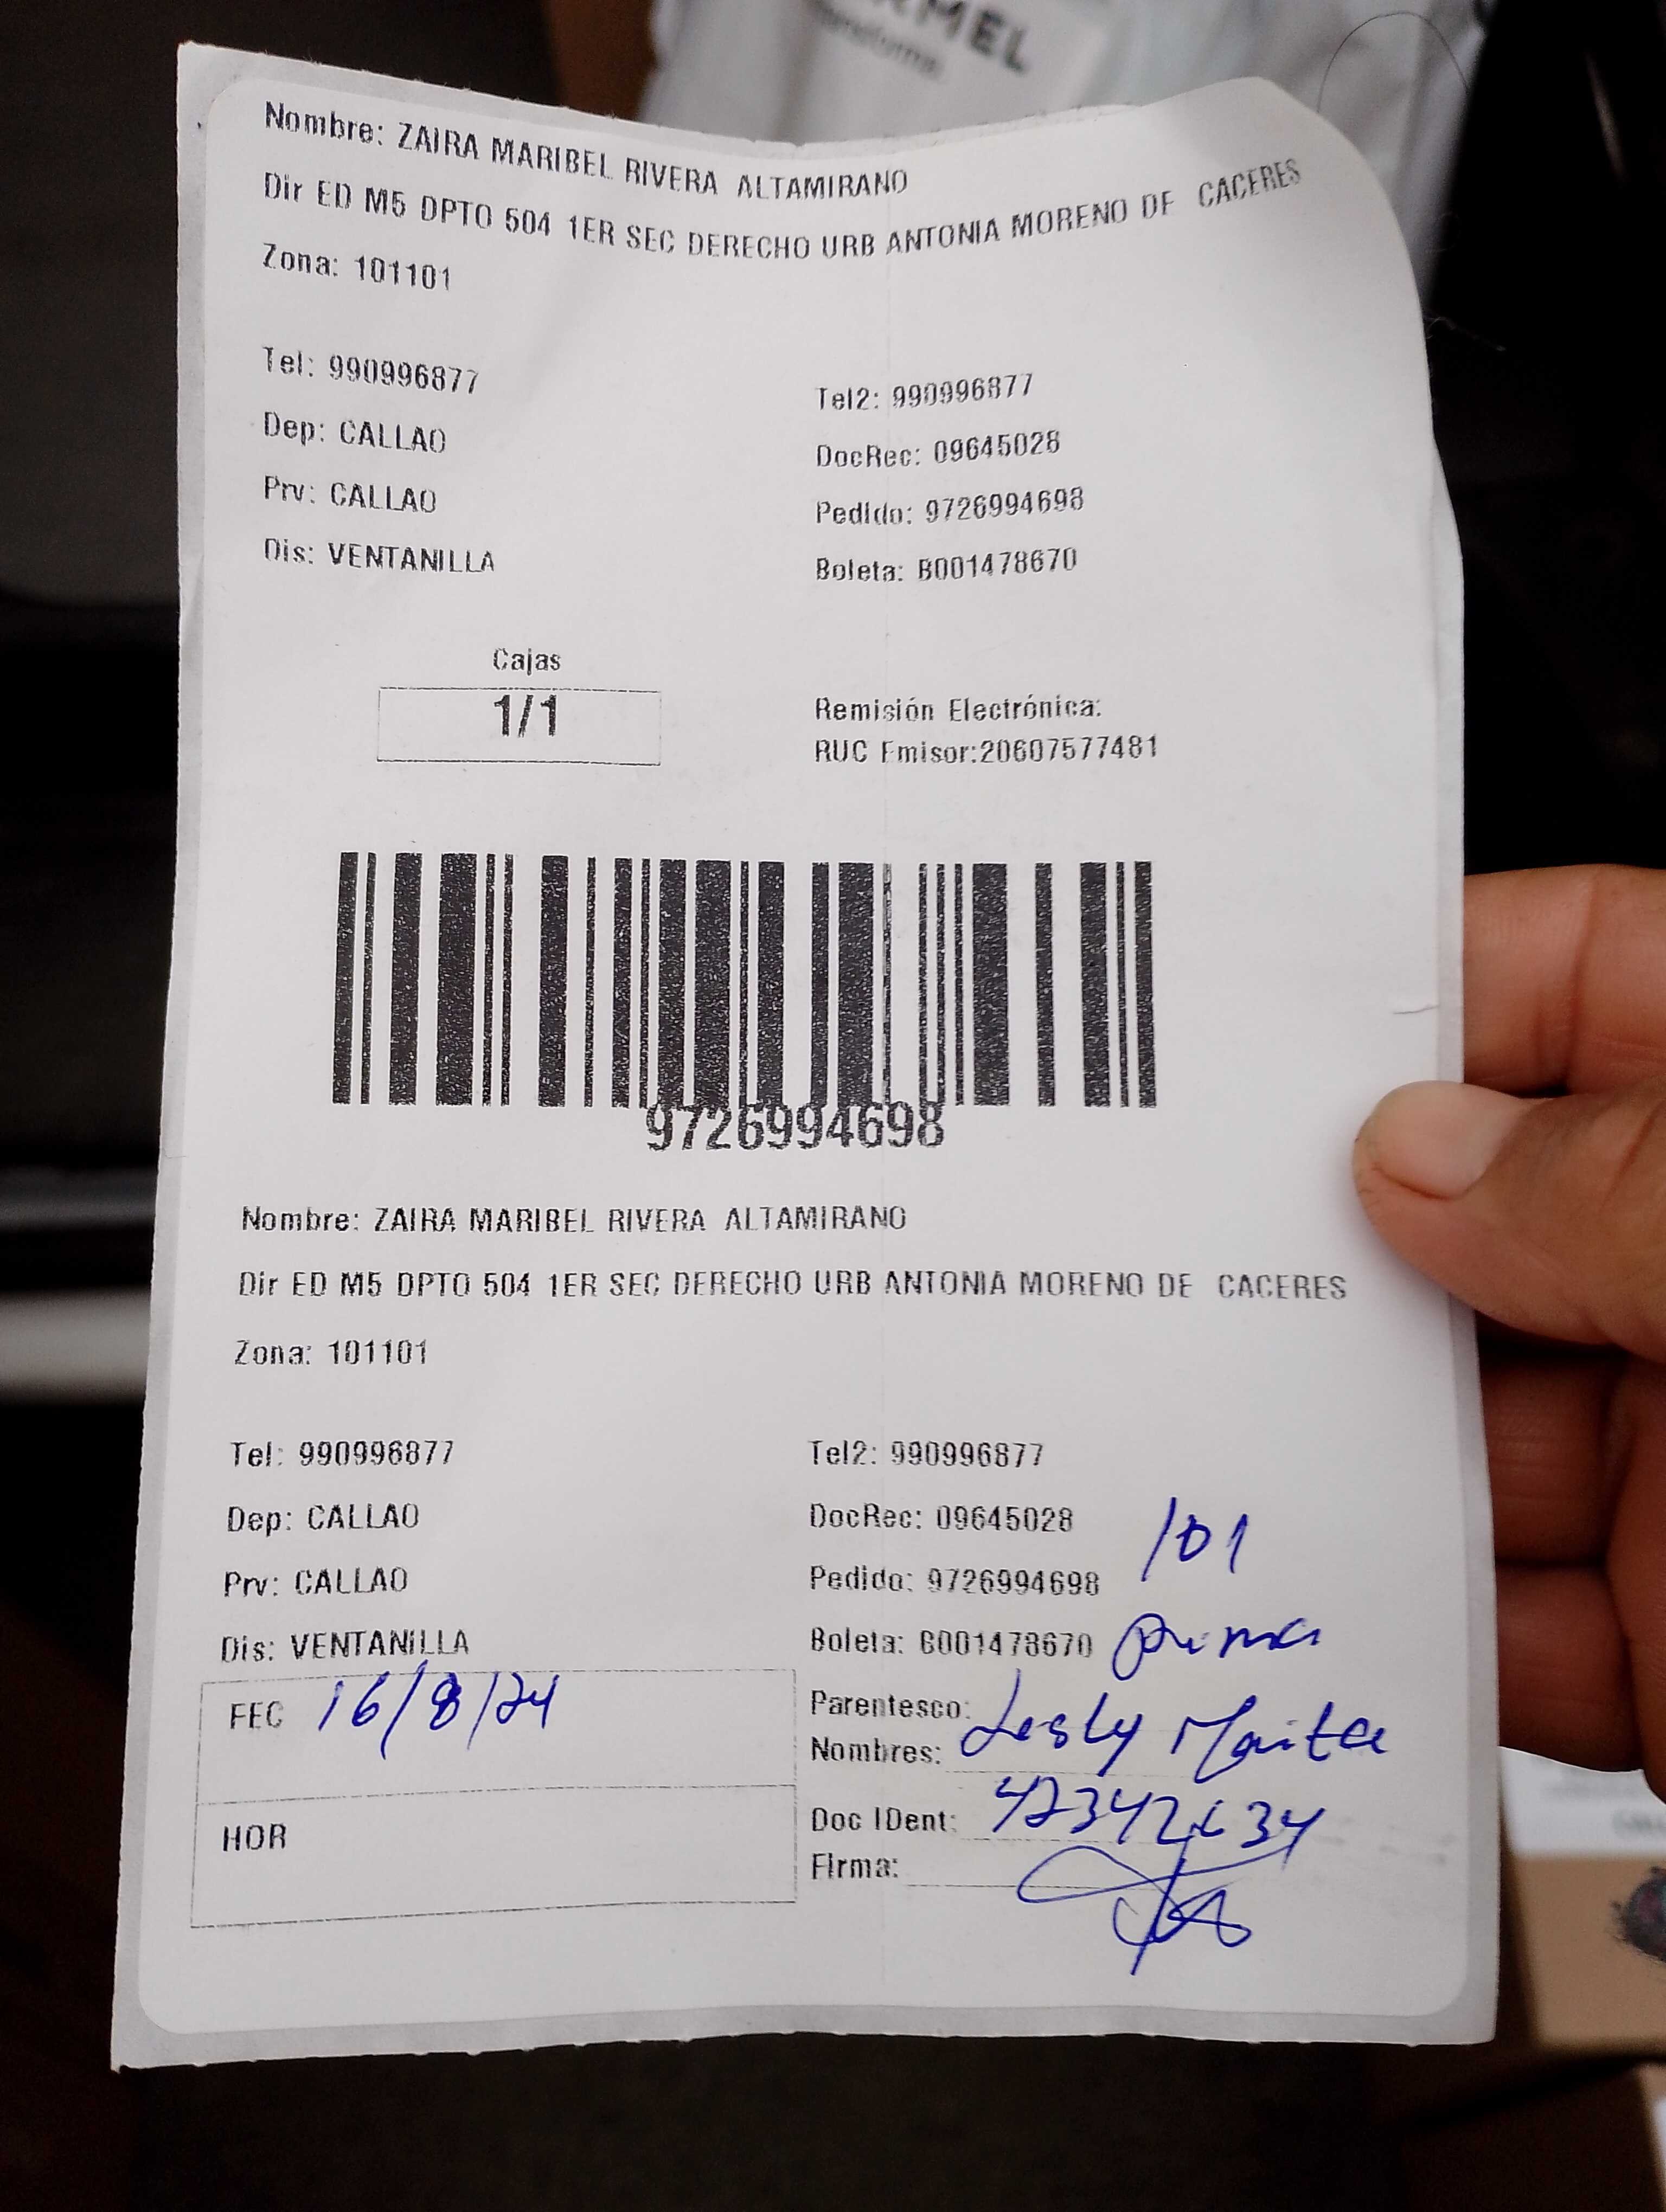 RMEL
Nombre: ZAIRA MARIBEL RIVERA ALTAMIRANO
Dir ED M5 DPTO 504 1ER SEC DERECHO URB ANTONIA MORENO DE CACERES
Zona: 101101
Tel: 990996877
Tel2: 990996877
Dep: CALLAO
DocRec: 09645028
Prv: CALLAO
Pedido: 9726994698
Dis: VENTANILLA
Boleta: B001478670
Cajas
1/1
Remisión Electrónica:
RUC Emisor:20607577481
9726994698
Nombre: ZAIRA MARIBEL RIVERA ALTAMIRANO
Dir ED M5 DPTO 504 1ER SEC DERECHO URB ANTONIA MORENO DE CACERES
Zona: 101101
Tel: 990996877
Tel2: 990996877
Dep: CALLAO
DocRec: 09645028
101
Prv: CALLAO
Pedido: 9726994698
Dis: VENTANILLA
Boleta: B001478670
prima
FEC 16/8/24
Parentesco:
Nombres: Lesly Maita
HOR
Doc IDent:
Firma: